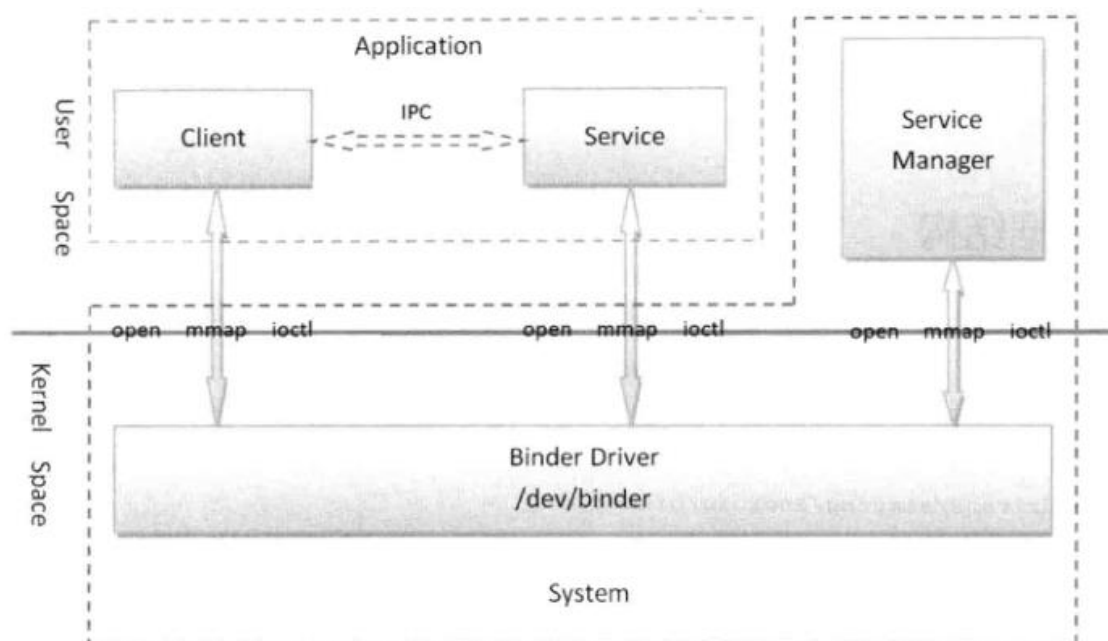 Application
User Space
Client
IPC
Service
Service
Manager
open mmap ioctl
open mmap ioctl
open mmap ioctl
Kernel Space
Binder Driver
/dev/binder
System